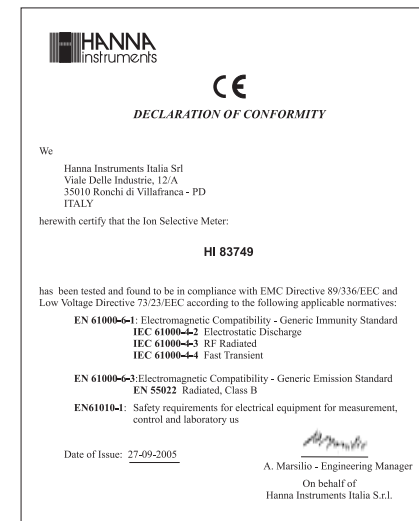 HANNA
instruments
CE
DECLARATION OF CONFORMITY
We
Hanna Instruments Italia Srl
Viale Delle Industrie, 12/A
35010 Ronchi di Villafranca - PD
ITALY
herewith certify that the Ion Selective Meter:
HI 83749
has been tested and found to be in compliance with EMC Directive 89/336/EEC and
Low Voltage Directive 73/23/EEC according to the following applicable normatives:
EN 61000-6-1: Electromagnetic Compatibility - Generic Immunity Standard
IEC 61000-4-2 Electrostatic Discharge
IEC 61000-4-3 RF Radiated
IEC 61000-4-4 Fast Transient
EN 61000-6-3:Electromagnetic Compatibility - Generic Emission Standard
EN 55022 Radiated, Class B
EN61010-1: Safety requirements for electrical equipment for measurement,
control and laboratory us
Date of Issue: 27-09-2005
A. Marsilio - Engineering Manager
On behalf of
Hanna Instruments Italia S.r.l.